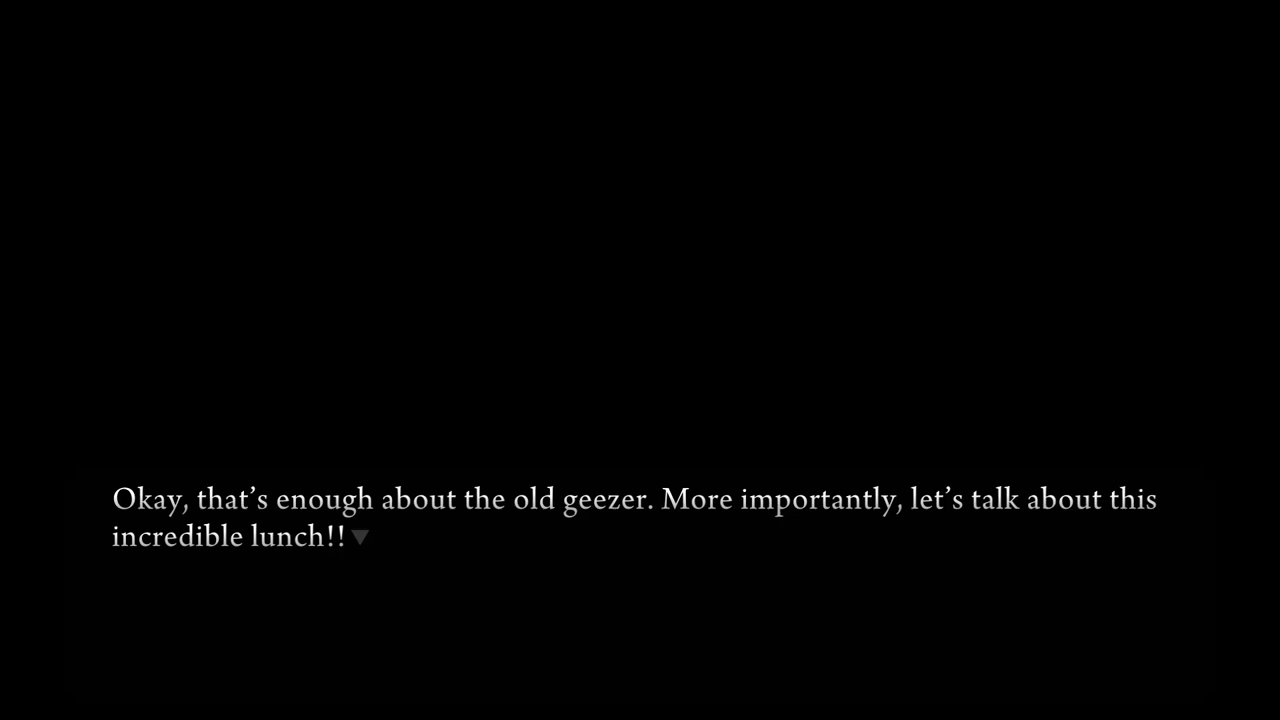 Okay, that’s enough about the old geezer. More importantly, let’s talk about this
incredible lunch!!